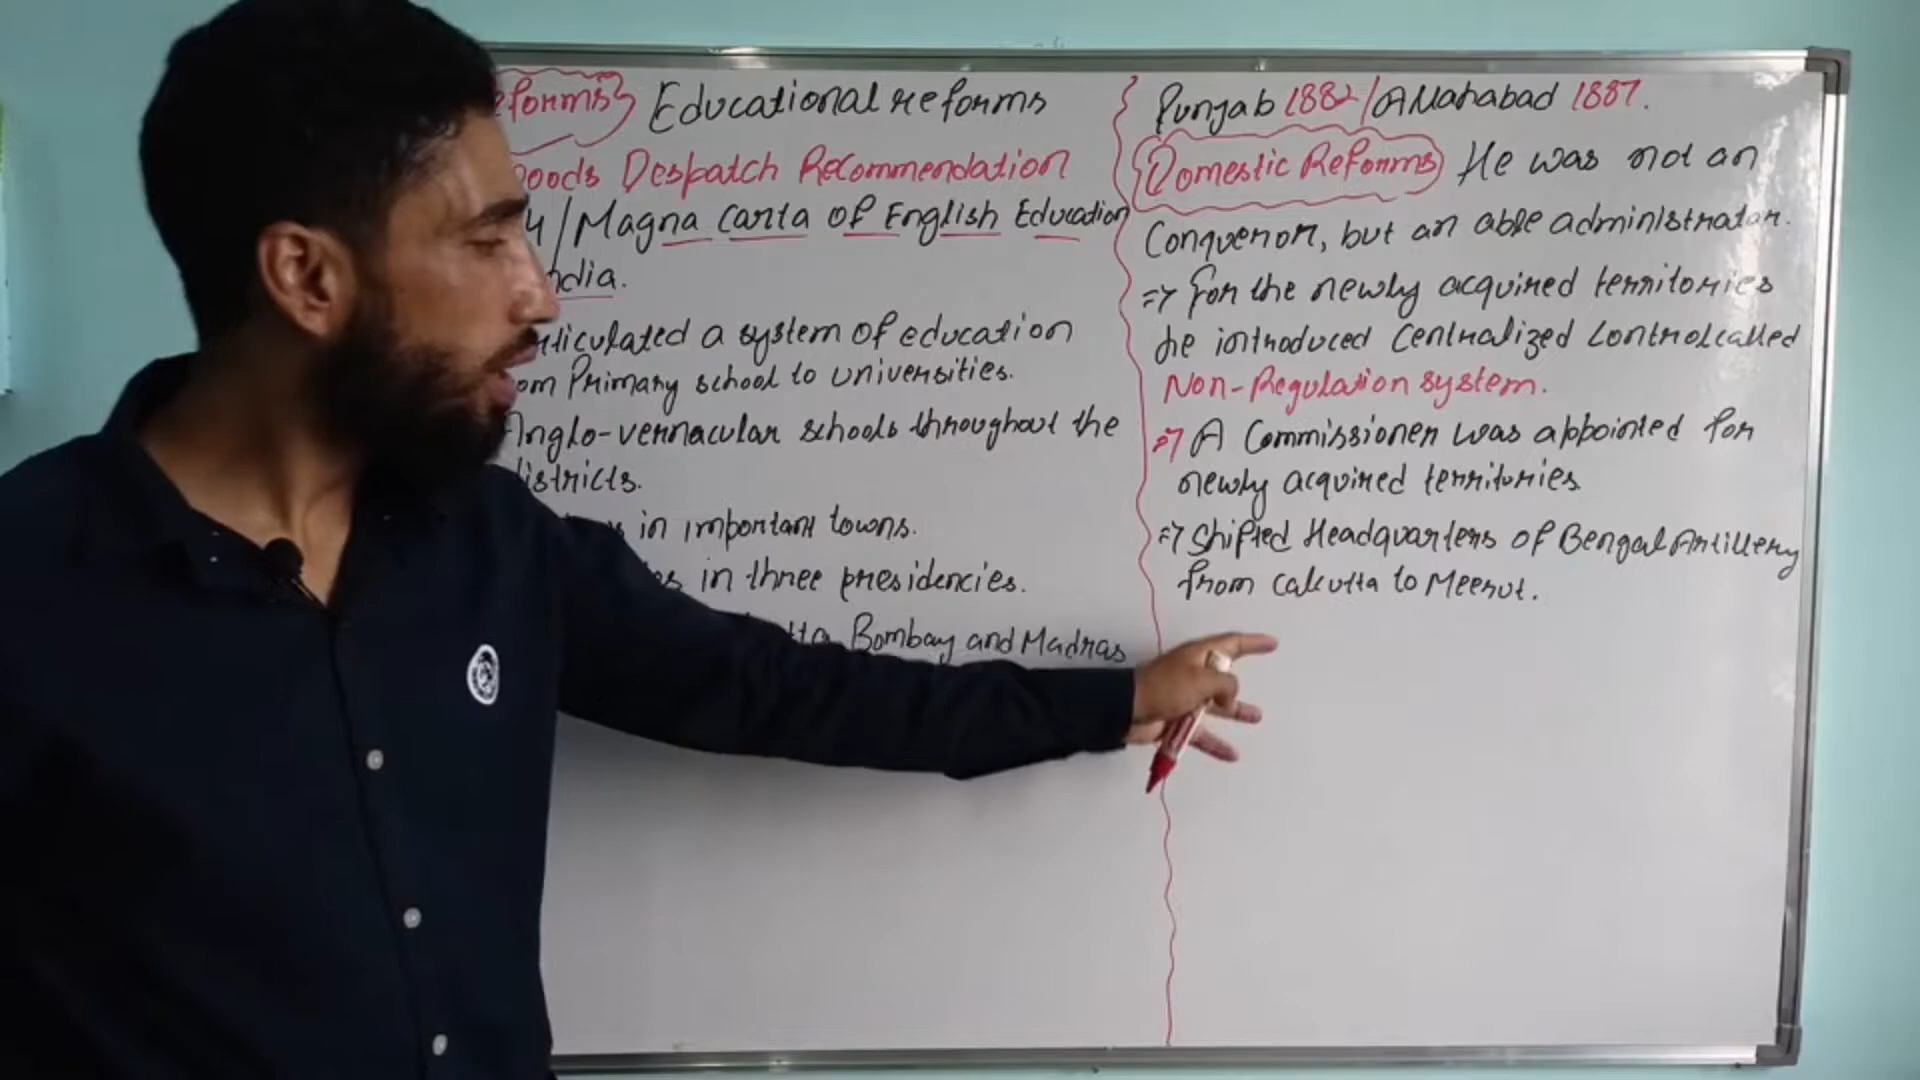 Educational reforms
Despatch Recommendation
/Magna Carta of English Education
ndia.
ticulated a system of education
om Primary school to universities.
Anglo-vernacular schools throughout the
istricts.
in important towns.
in three presidencies.
Bombay and Madras
Punjab 1882/Allahabad 1887.
Domestic Reforms He was not an
Conqueror, but an able administrator.
=> For the newly acquired territories
he introduced Centralized Control called
Non-Regulation system.
=> A Commissioner was appointed for
newly acquired territories
=> Shifted Headquarters of Bengal Artillery
from Calcutta to Meerut.